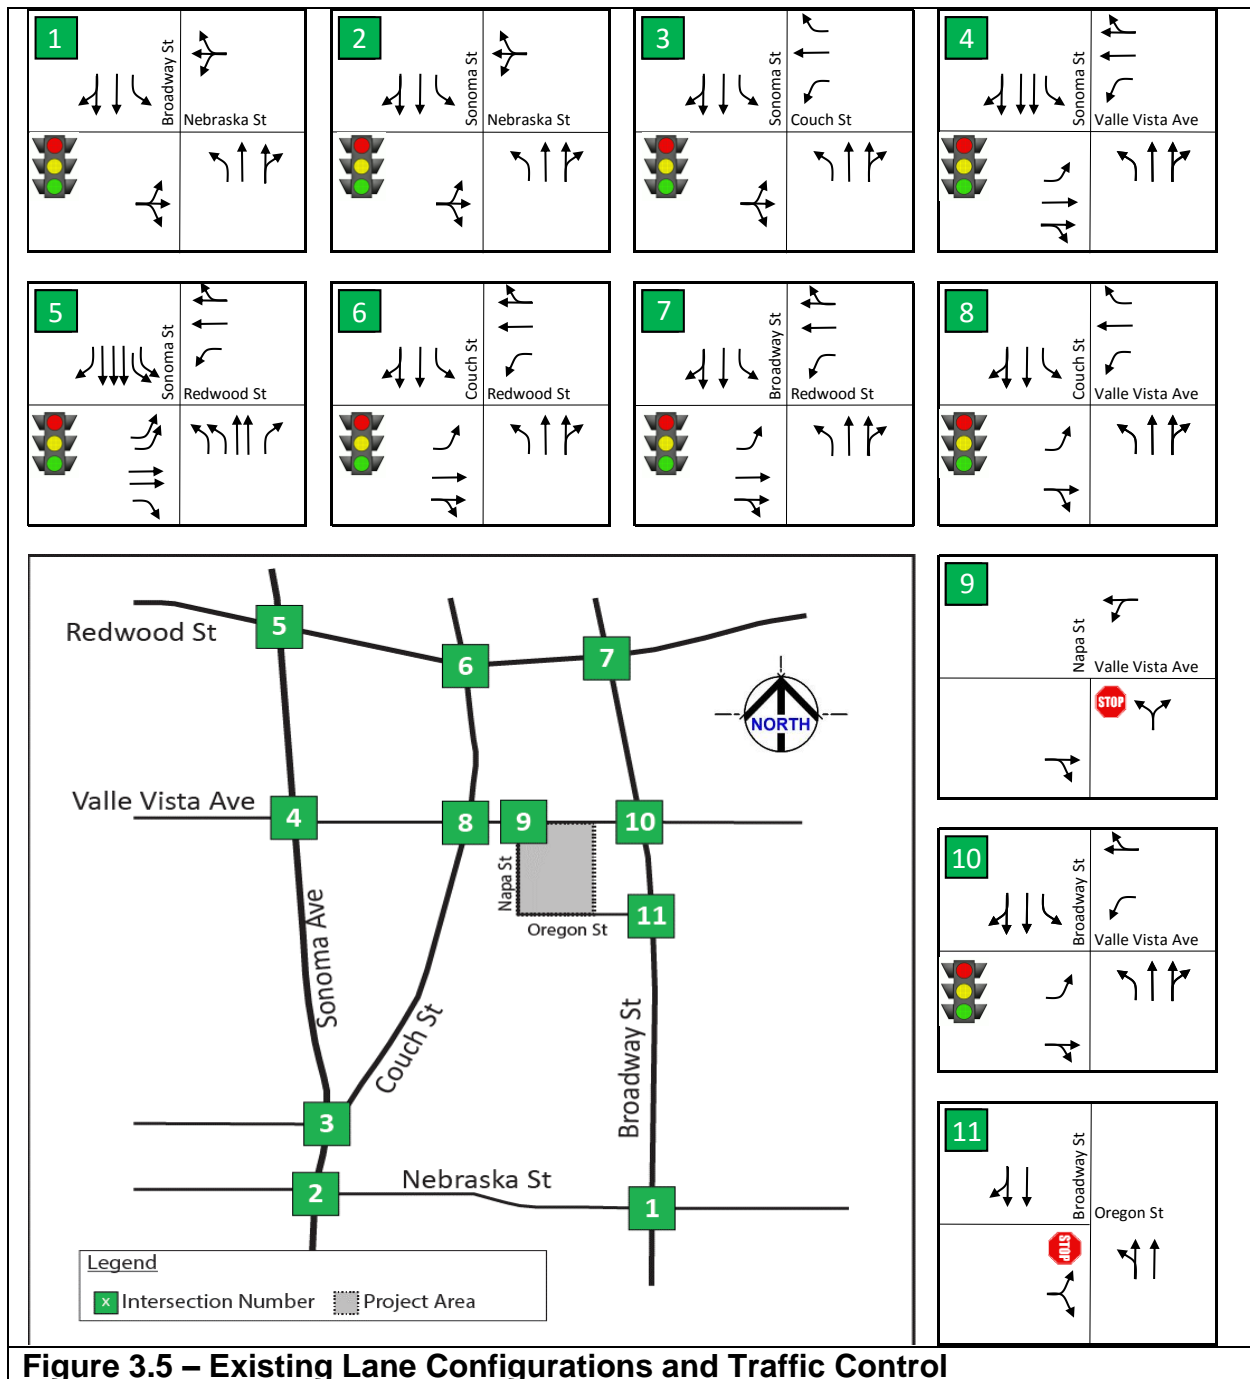 1
Broadway St
Nebraska St
2
Sonoma St
Nebraska St
3
Sonoma St
Couch St
4
Sonoma St
Valle Vista Ave
5
Sonoma St
Redwood St
6
Couch St
Redwood St
7
Broadway St
Redwood St
8
Couch St
Valle Vista Ave
Redwood St
5
6
7
NORTH
Valle Vista Ave
4
8
9
10
Napa St
11
Oregon St
Sonoma Ave
Couch St
Broadway St
3
Nebraska St
2
1
Legend
x Intersection Number
Project Area
9
Napa St
Valle Vista Ave
STOP
10
Broadway St
Valle Vista Ave
11
Broadway St
Oregon St
STOP
Figure 3.5 – Existing Lane Configurations and Traffic Control